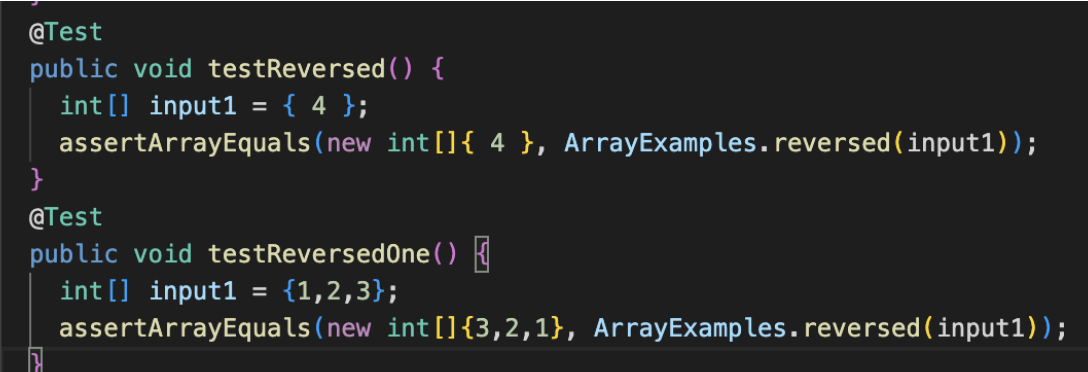 }
@Test
public void testReversed() {
  int[] input1 = { 4 };
  assertArrayEquals(new int[]{ 4 }, ArrayExamples.reversed(input1));
}
@Test
public void testReversedOne() {
  int[] input1 = {1,2,3};
  assertArrayEquals(new int[]{3,2,1}, ArrayExamples.reversed(input1));
}